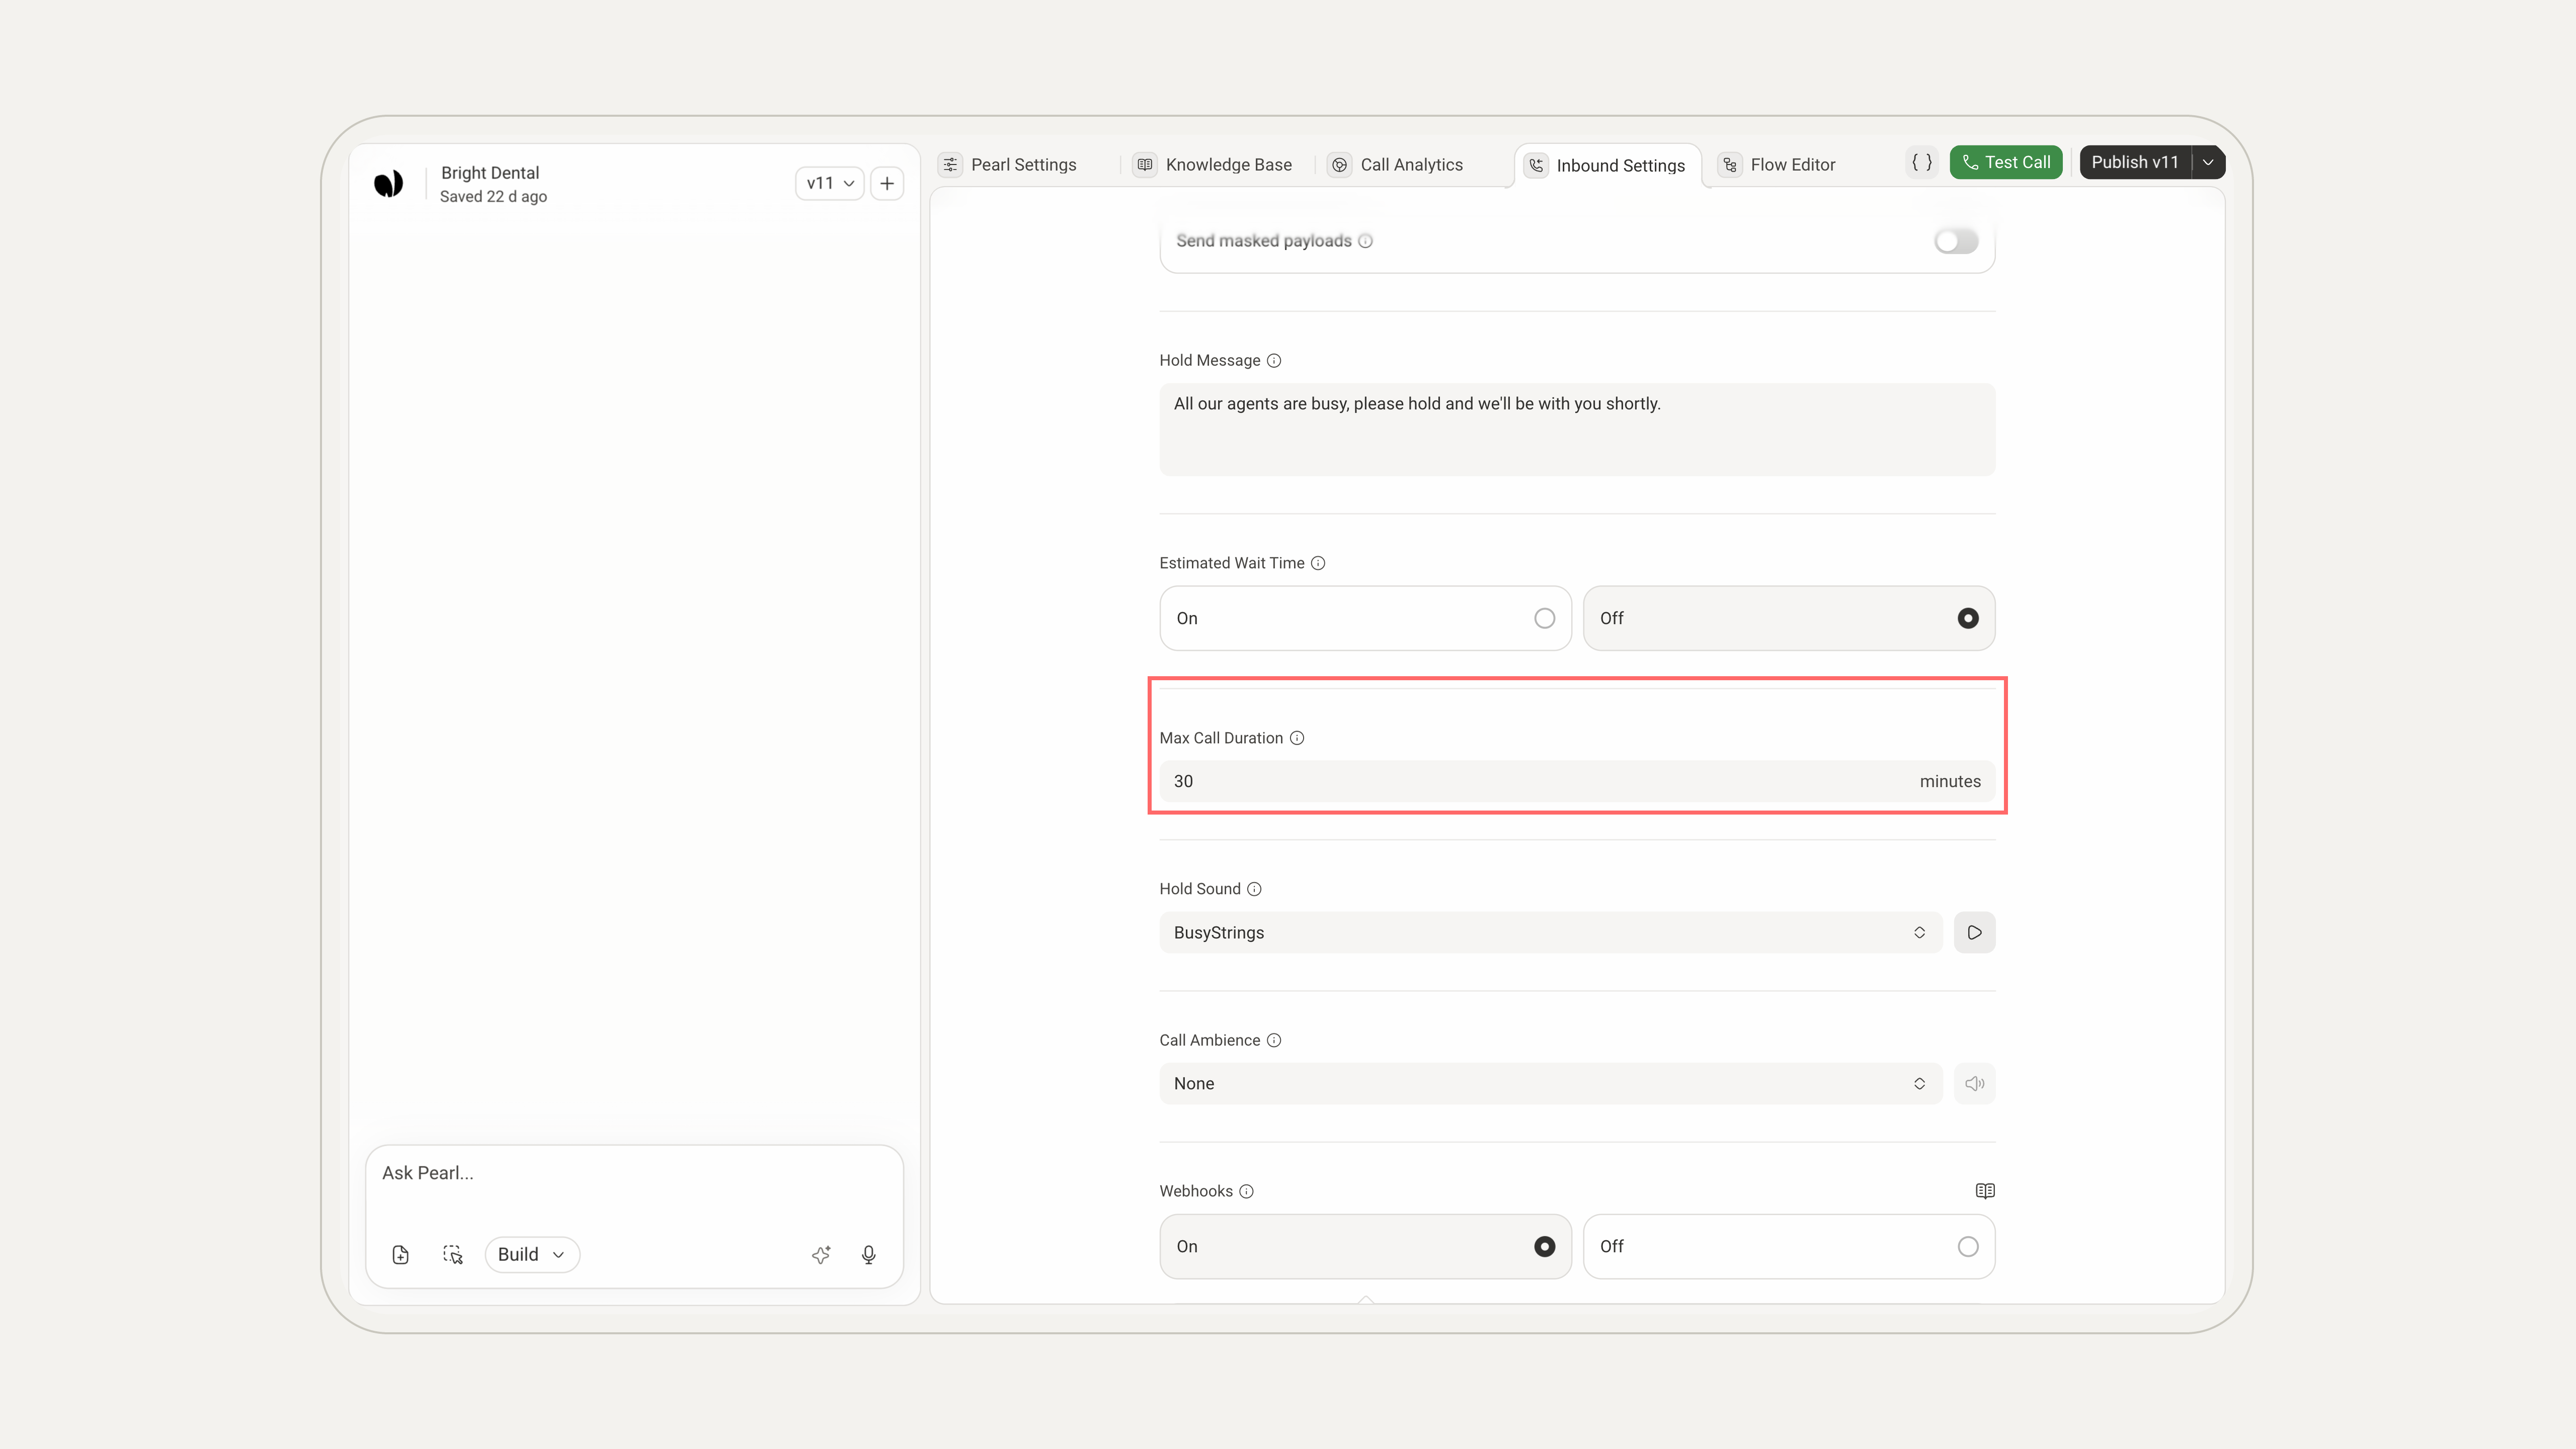 Bright Dental
Saved 22 d ago
v11
Pearl Settings
Knowledge Base
Call Analytics
Inbound Settings
Flow Editor
{ }
Test Call
Publish v11
Send masked payloads
Hold Message
All our agents are busy, please hold and we'll be with you shortly.
Estimated Wait Time
On
Off
Max Call Duration
30 minutes
Hold Sound
BusyStrings
Call Ambience
None
Webhooks
On
Off
Ask Pearl...
Build